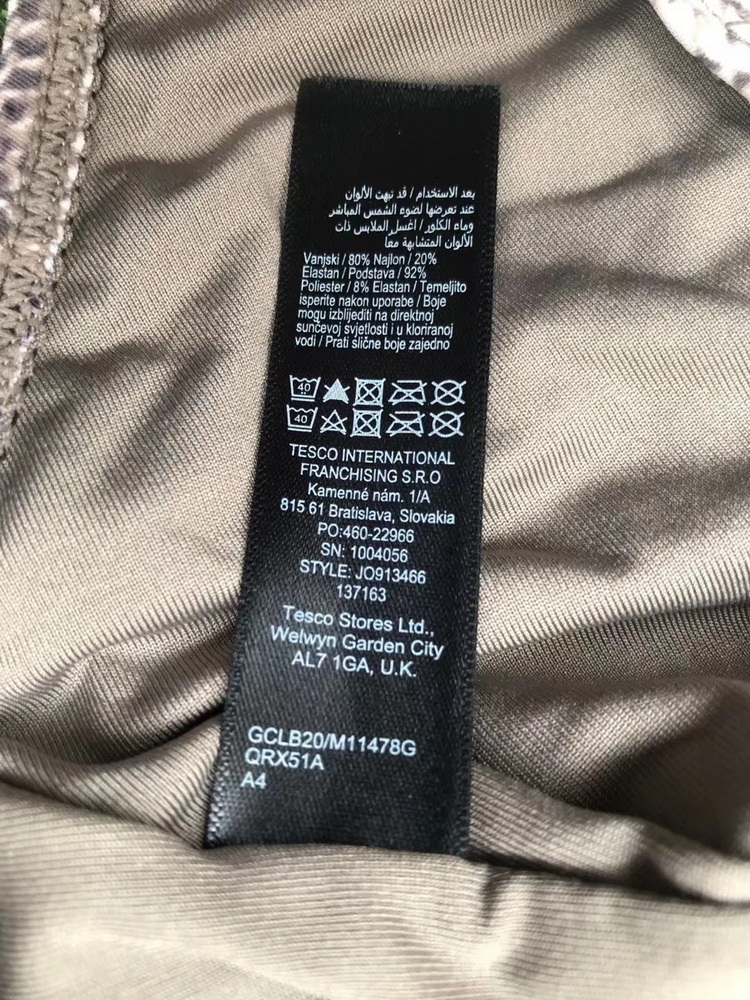 بعد الاستخدام / قد تبهت الألوان
عند تعرضها لضوء الشمس المباشر
وماء الكلور / اغسل الملابس ذات
الألوان المتشابهة معاً
Vanjski / 80% Najlon / 20%
Elastan / Podstava / 92%
Poliester / 8% Elastan / Temeljito
isperite nakon uporabe / Boje
mogu izblijediti na direktnoj
sunčevoj svjetlosti i u kloriranoj
vodi / Prati slične boje zajedno
40
40
TESCO INTERNATIONAL
FRANCHISING S.R.O
Kamenné nám. 1/A
815 61 Bratislava, Slovakia
PO:460-22966
SN: 1004056
STYLE: JO913466
137163
Tesco Stores Ltd.,
Welwyn Garden City
AL7 1GA, U.K.
GCLB20/M11478G
QRX51A
A4